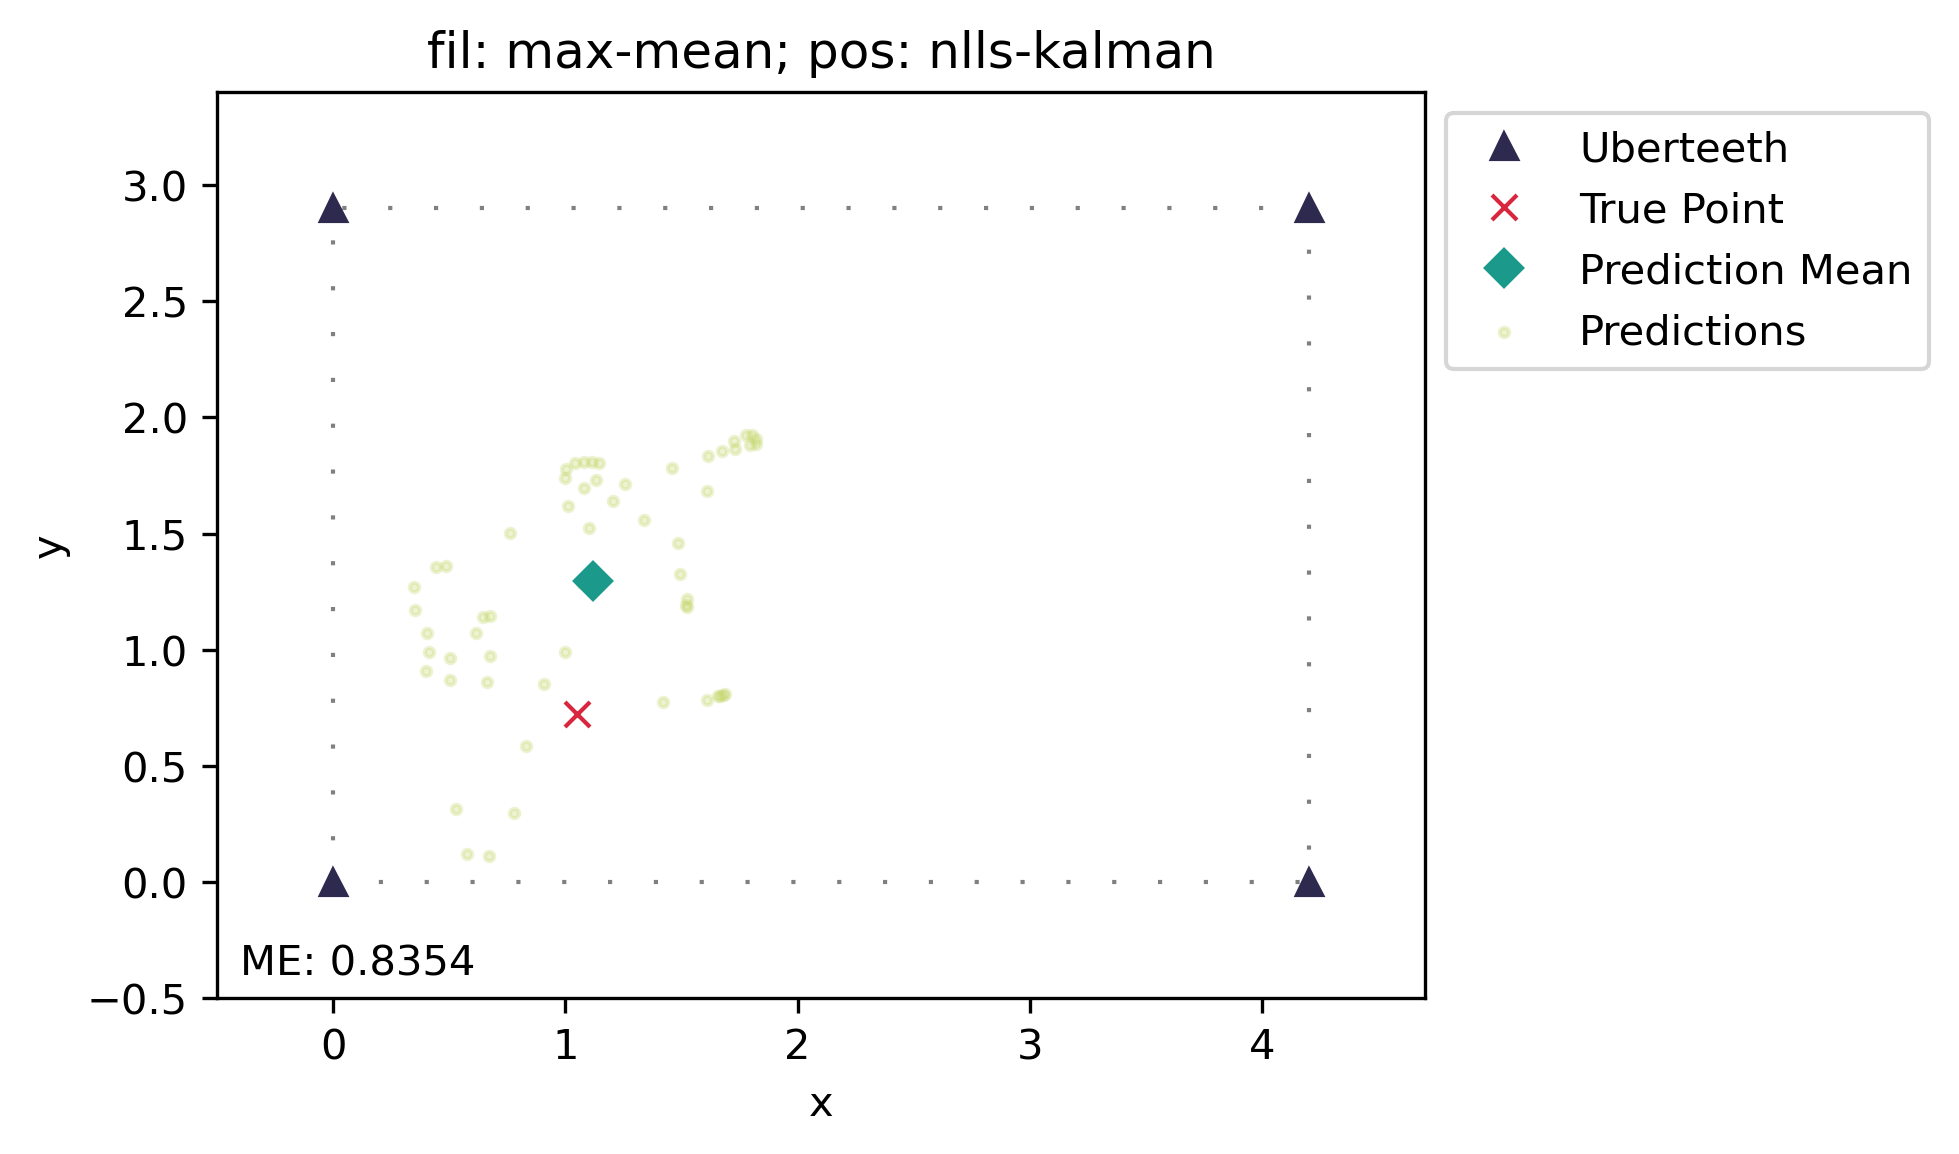 fil: max-mean; pos: nlls-kalman
Uberteeth
True Point
Prediction Mean
Predictions
3.0
2.5
2.0
1.5
1.0
0.5
0.0
−0.5
y
ME: 0.8354
0 1 2 3 4
x